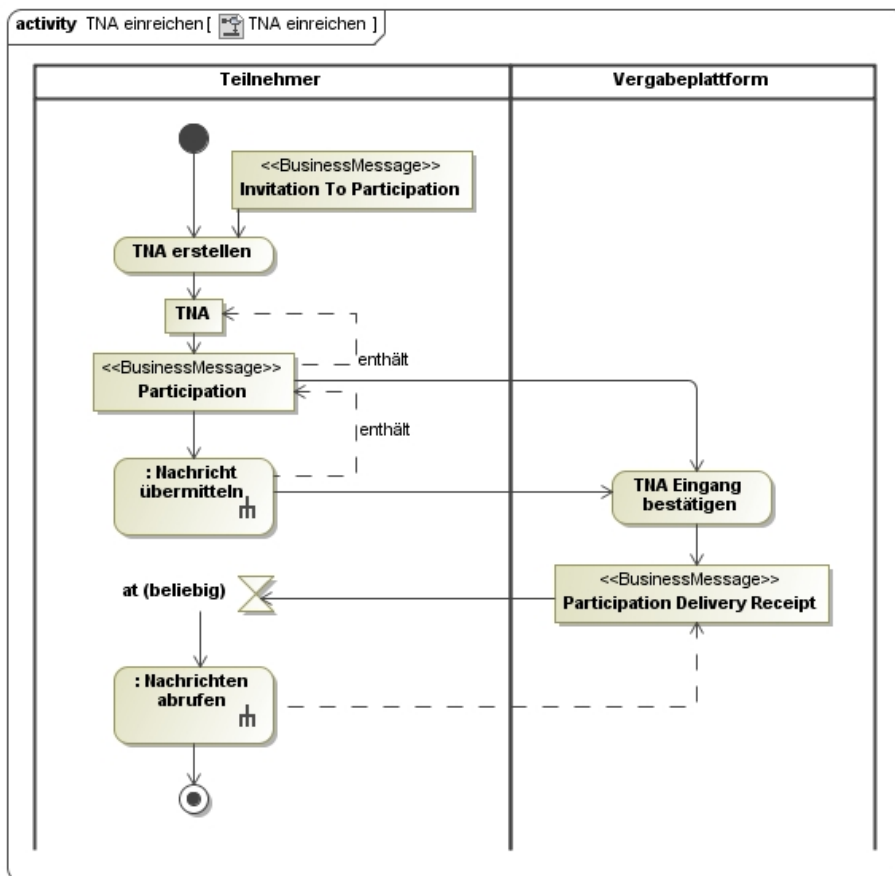 activity TNA einreichen [ TNA einreichen ]
Teilnehmer
Vergabeplattform
<<BusinessMessage>>
Invitation To Participation
TNA erstellen
TNA
enthält
<<BusinessMessage>>
Participation
enthält
: Nachricht
übermitteln
TNA Eingang
bestätigen
at (beliebig)
<<BusinessMessage>>
Participation Delivery Receipt
: Nachrichten
abrufen